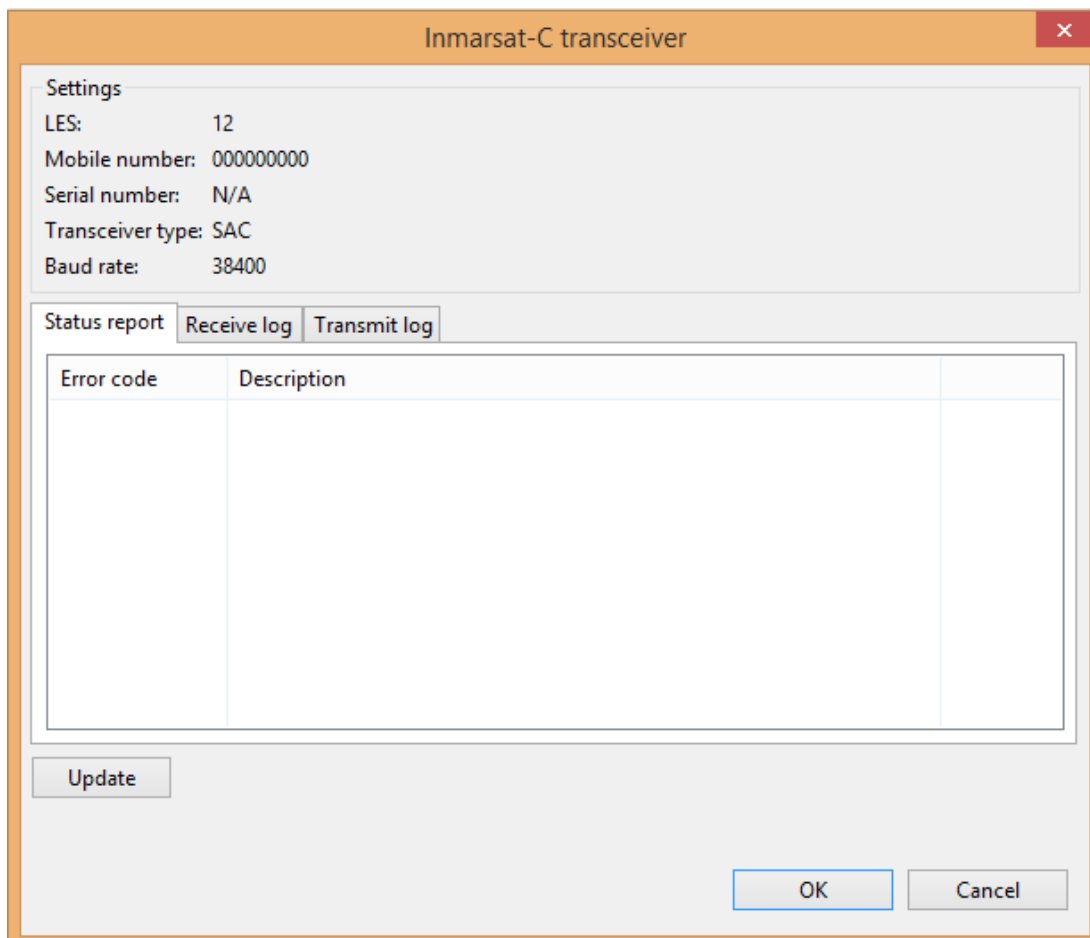 Inmarsat-C transceiver
Settings
LES: 12
Mobile number: 000000000
Serial number: N/A
Transceiver type: SAC
Baud rate: 38400
Status report Receive log Transmit log
Error code Description
Update
OK Cancel